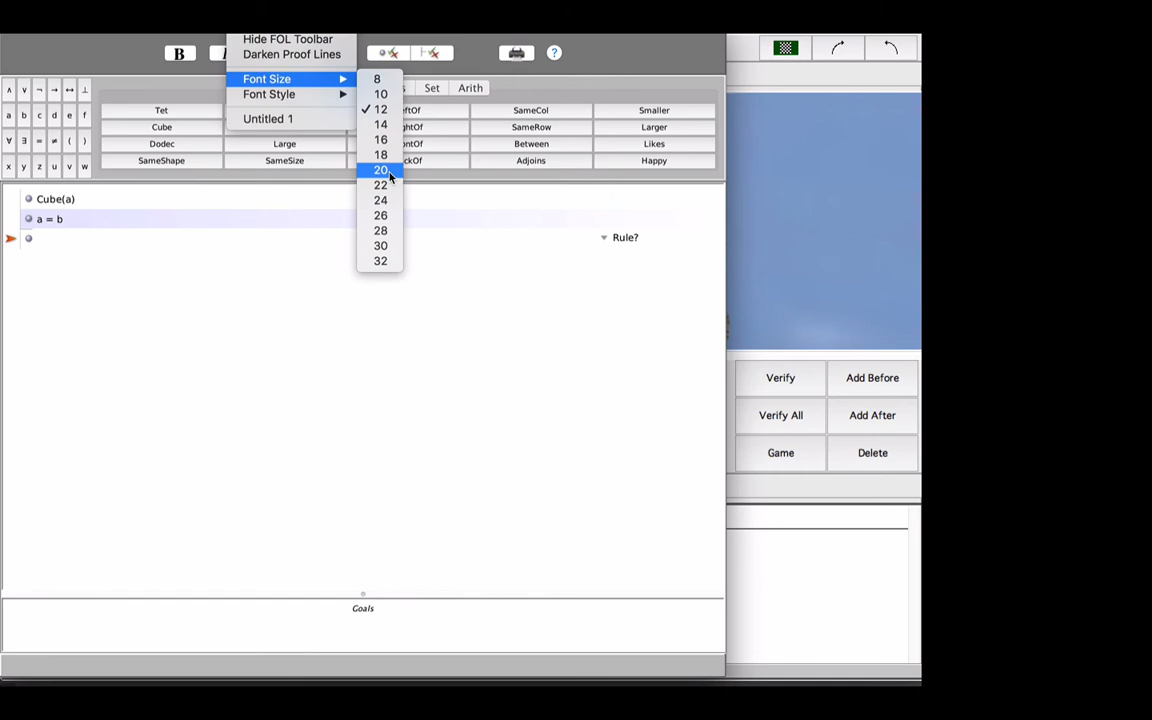 Hide FOL Toolbar
B
Darken Proof Lines
?
Font Size
8
Font Style
10
12
Set
Arith
Untitled 1
14
16
18
20
22
24
26
28
30
32
∧ ∨ ¬ → ↔ ⊥
a b c d e f
∀ ∃ = ≠ ( )
x y z u v w
Tet
SameCol
Smaller
Cube
SameRow
Larger
Dodec
Large
Between
Likes
SameShape
SameSize
Adjoins
Happy
Cube(a)
a = b
Rule?
Goals
Verify
Add Before
Verify All
Add After
Game
Delete